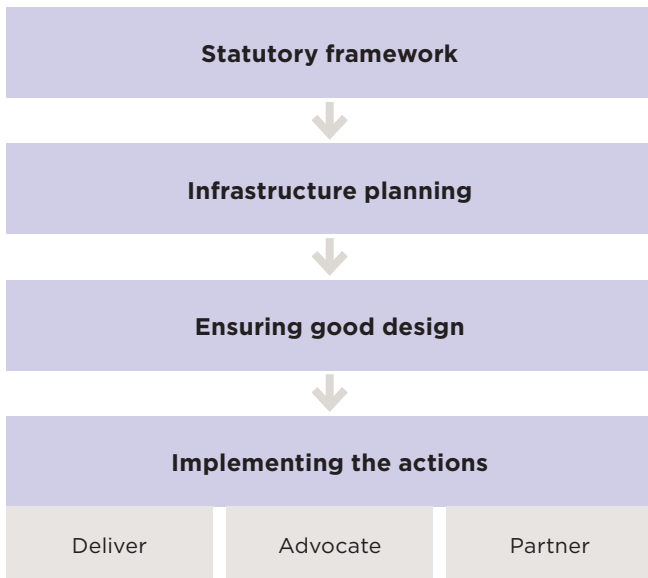 Statutory framework
Infrastructure planning
Ensuring good design
Implementing the actions
Deliver
Advocate
Partner